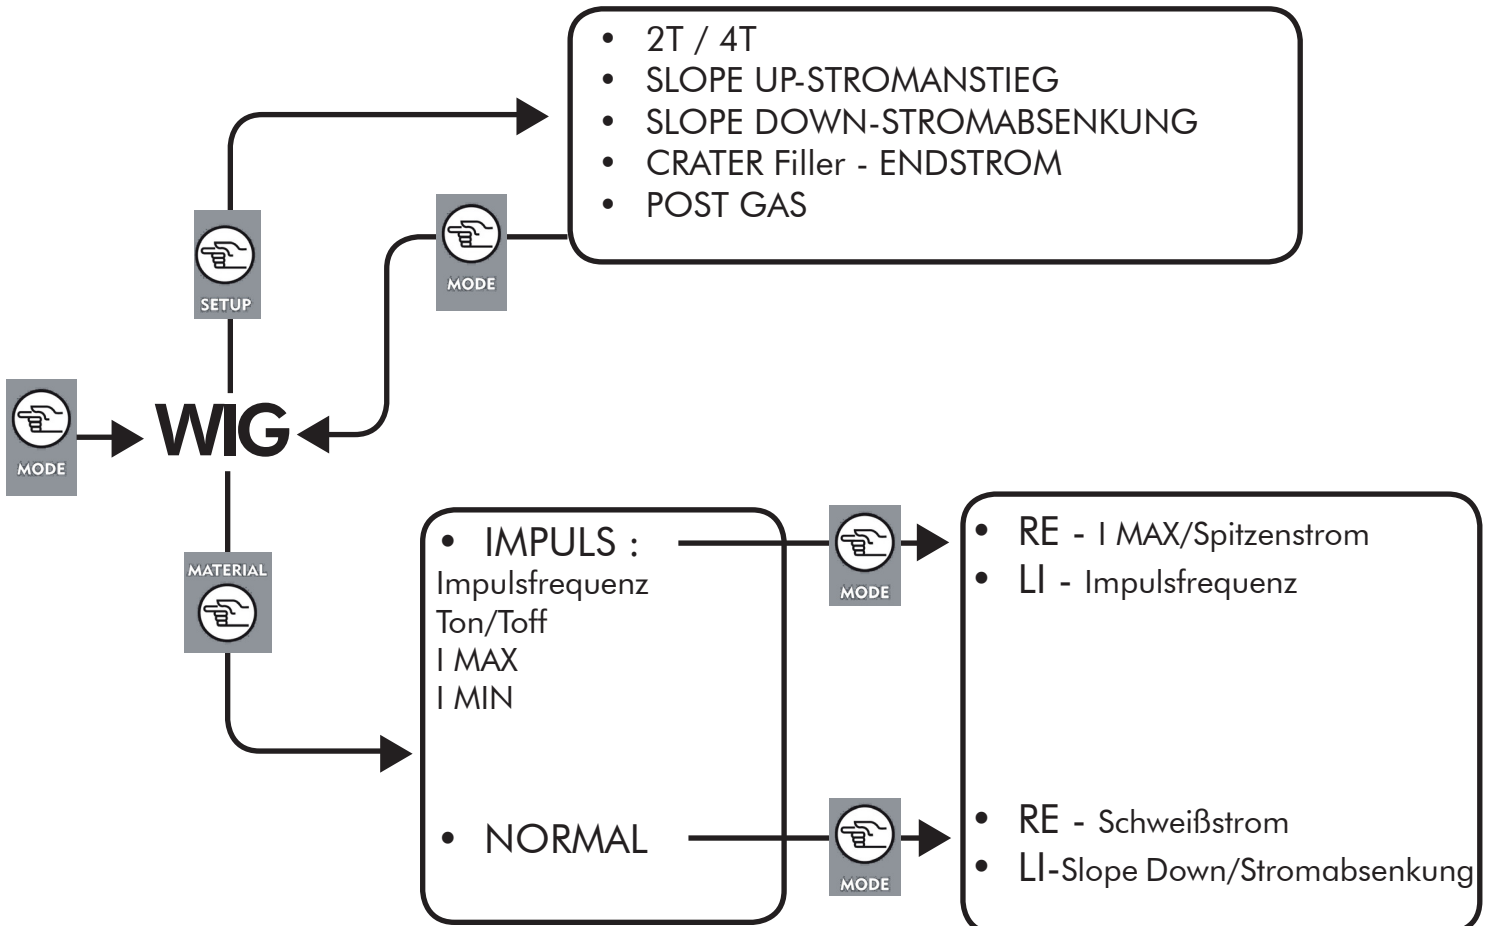 • 2T / 4T
• SLOPE UP-STROMANSTIEG
• SLOPE DOWN-STROMABSENKUNG
• CRATER Filler - ENDSTROM
• POST GAS
SETUP
MODE
MODE
WIG
MATERIAL
• IMPULS :
Impulsfrequenz
Ton/Toff
I MAX
I MIN
MODE
• RE - I MAX/Spitzenstrom
• LI - Impulsfrequenz
• NORMAL
MODE
• RE - Schweißstrom
• LI-Slope Down/Stromabsenkung